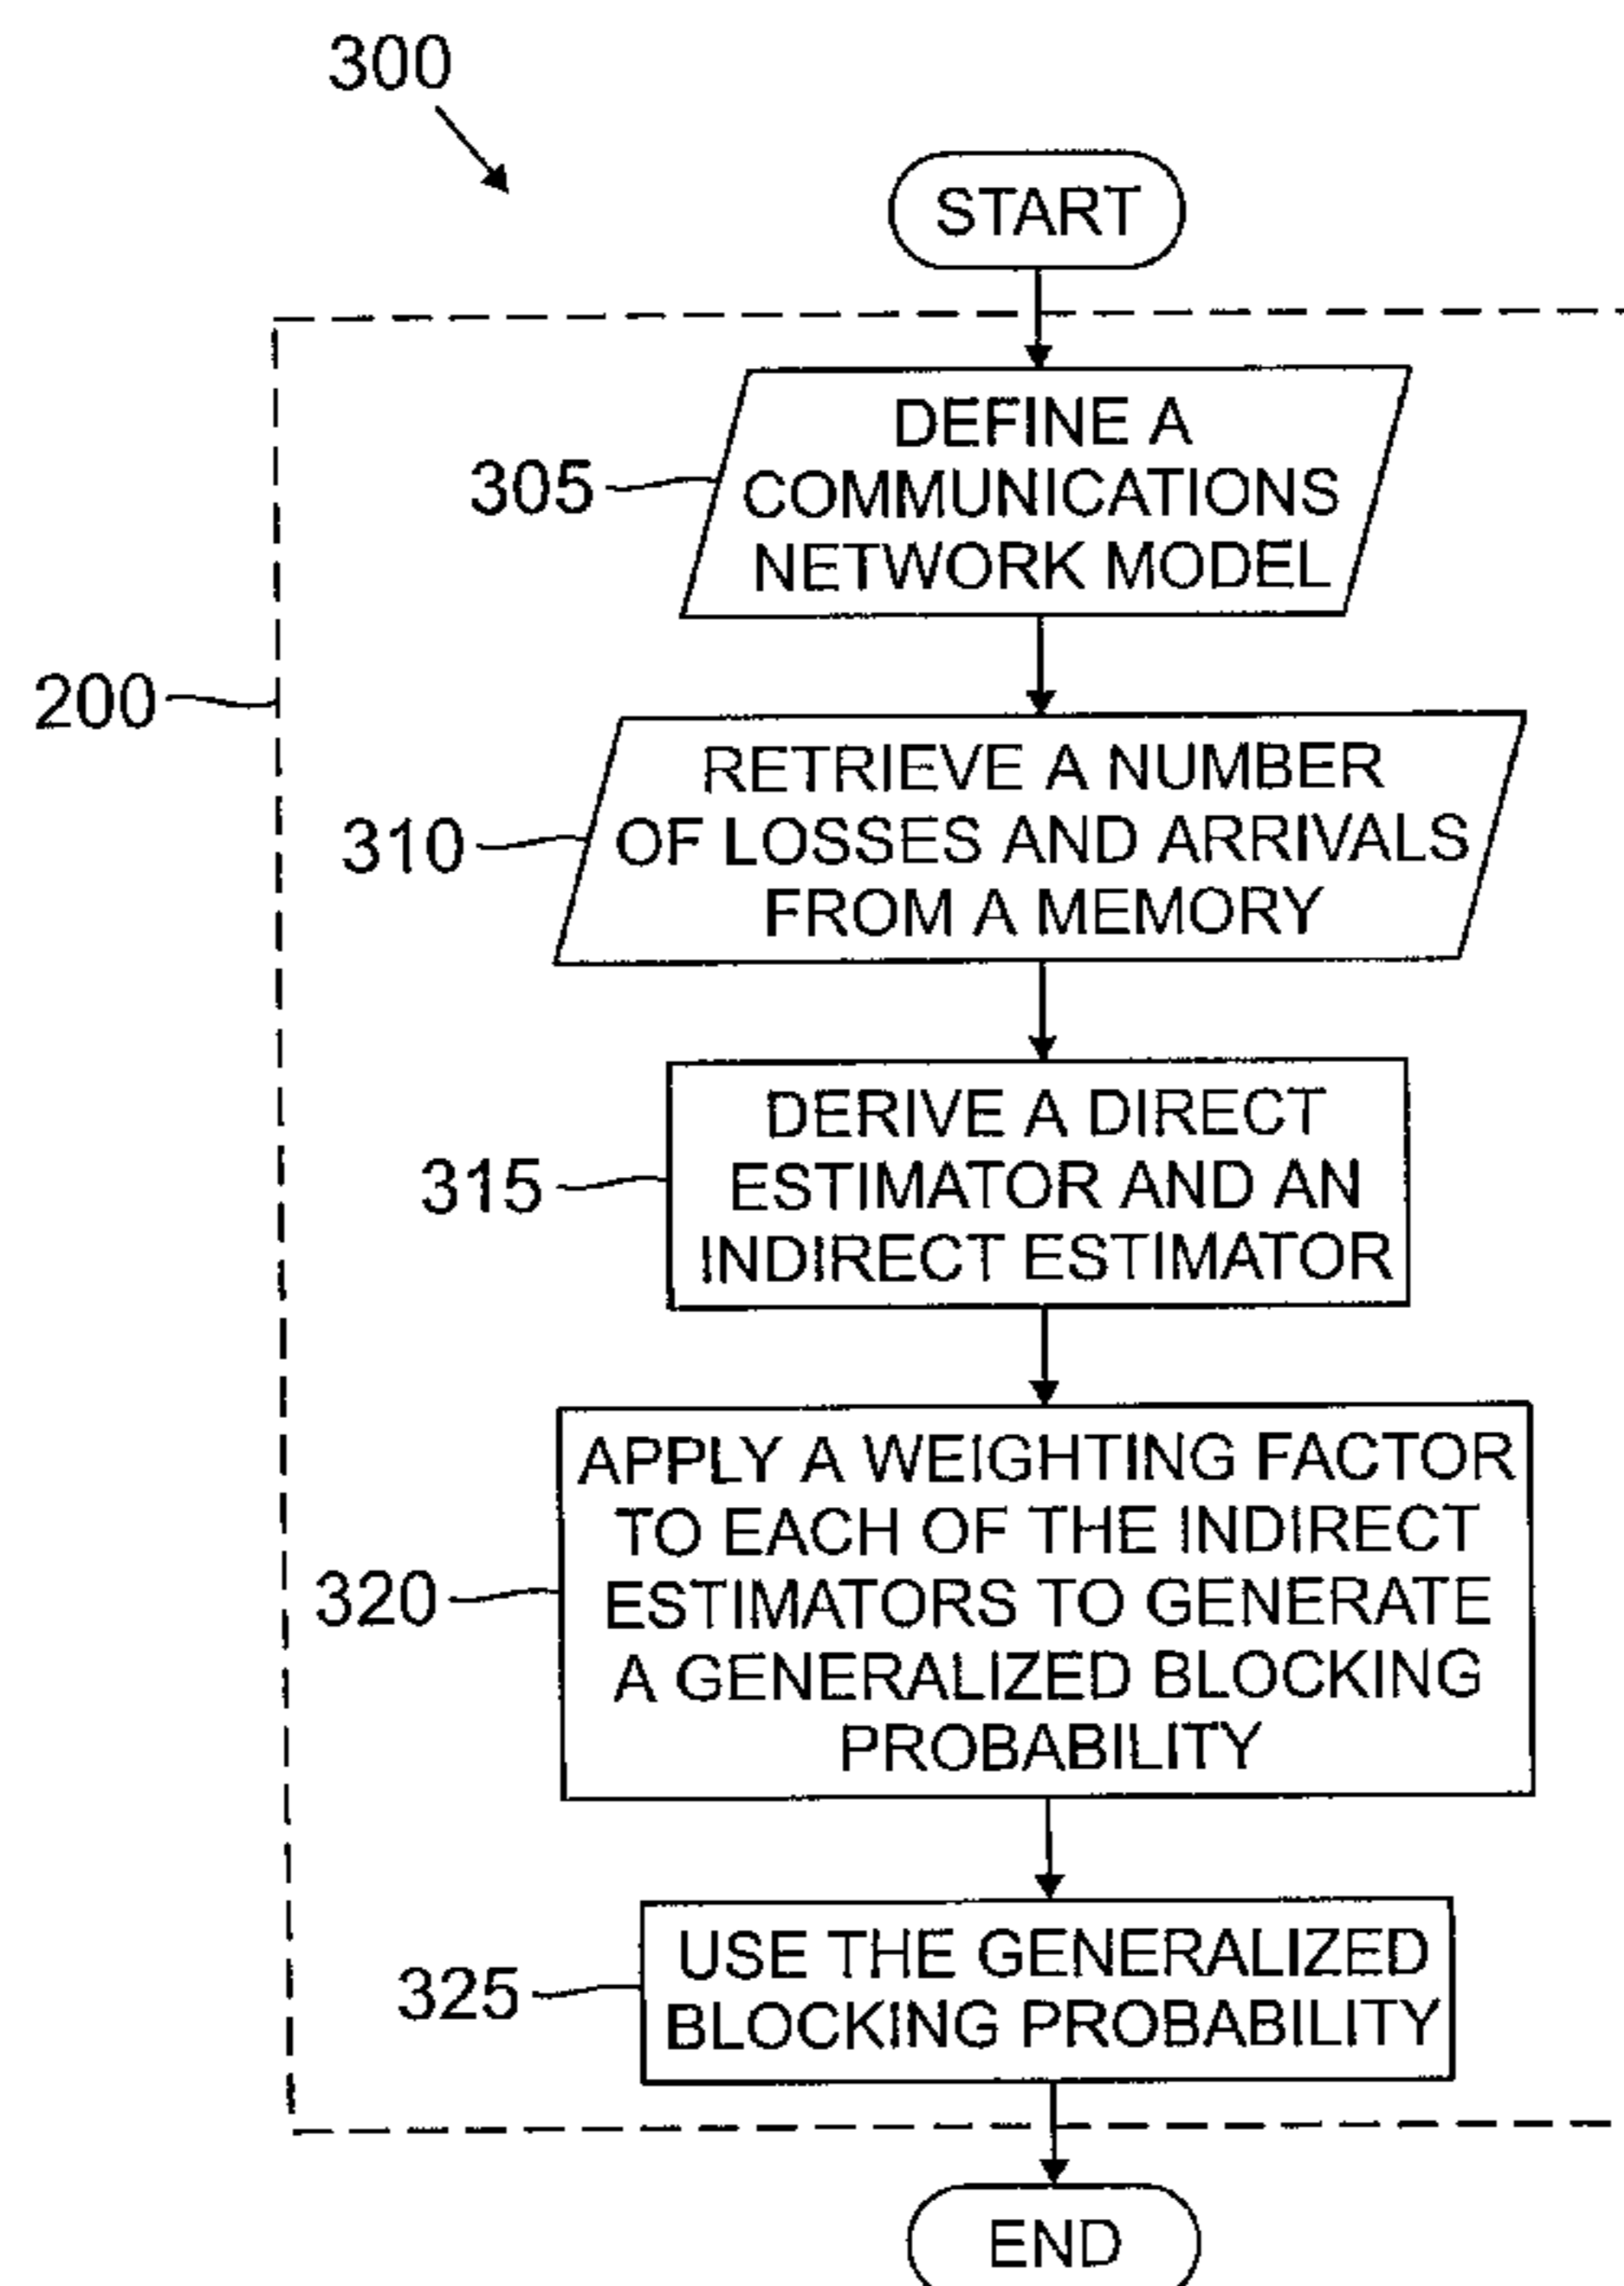 300
START
DEFINE A
COMMUNICATIONS
NETWORK MODEL
305
200
RETRIEVE A NUMBER
OF LOSSES AND ARRIVALS
FROM A MEMORY
310
DERIVE A DIRECT
ESTIMATOR AND AN
INDIRECT ESTIMATOR
315
APPLY A WEIGHTING FACTOR
TO EACH OF THE INDIRECT
ESTIMATORS TO GENERATE
A GENERALIZED BLOCKING
PROBABILITY
320
USE THE GENERALIZED
BLOCKING PROBABILITY
325
END